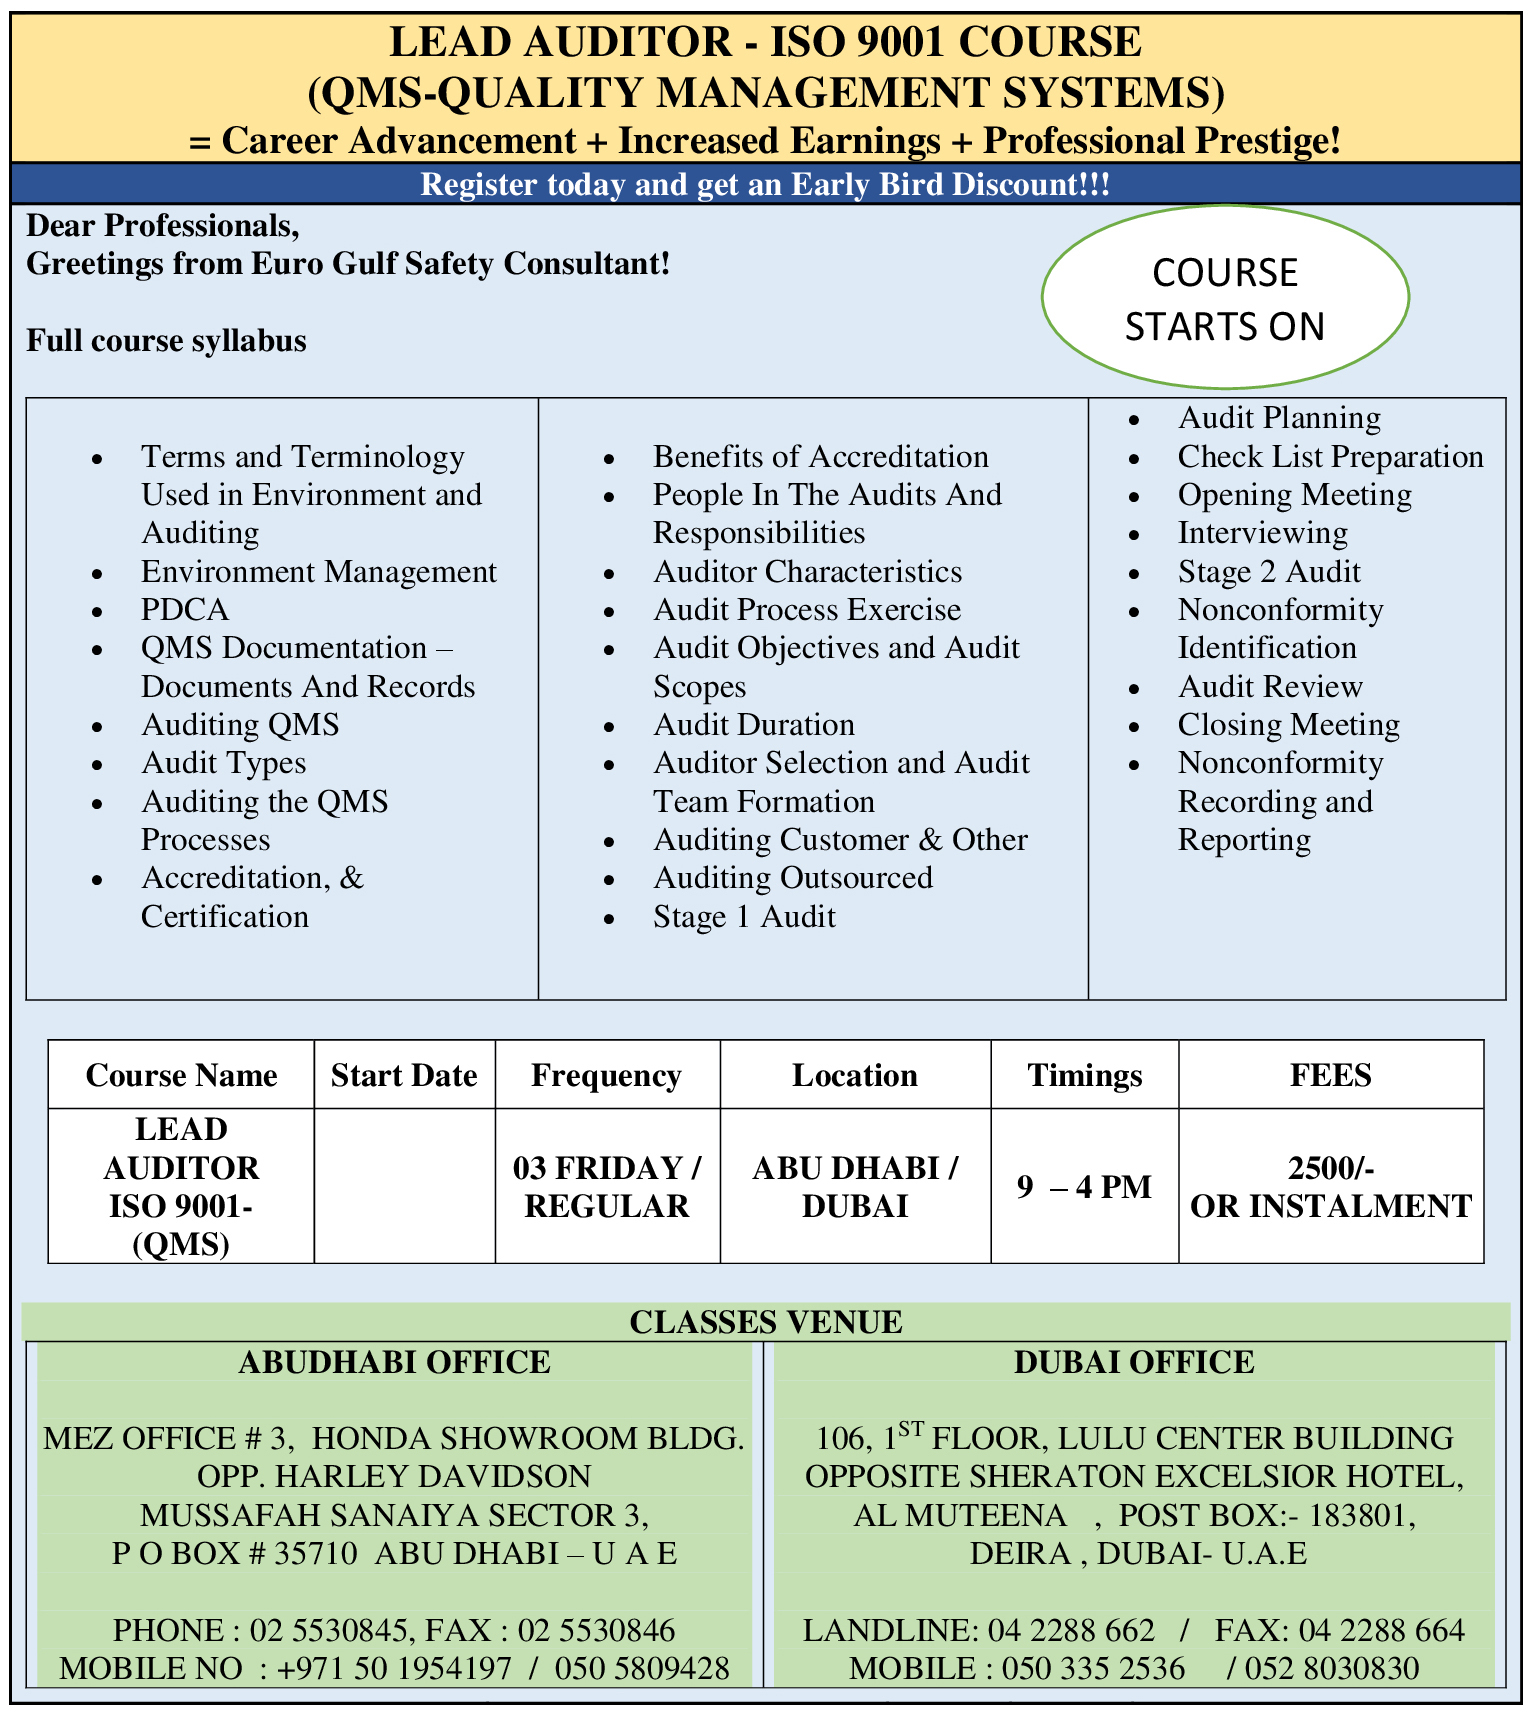 LEAD AUDITOR - ISO 9001 COURSE
(QMS-QUALITY MANAGEMENT SYSTEMS)
= Career Advancement + Increased Earnings + Professional Prestige!
Register today and get an Early Bird Discount!!!
Dear Professionals,
Greetings from Euro Gulf Safety Consultant!
Full course syllabus
COURSE
STARTS ON
• Terms and Terminology
Used in Environment and
Auditing
• Environment Management
• PDCA
• QMS Documentation –
Documents And Records
• Auditing QMS
• Audit Types
• Auditing the QMS
Processes
• Accreditation, &
Certification
• Benefits of Accreditation
• People In The Audits And
Responsibilities
• Auditor Characteristics
• Audit Process Exercise
• Audit Objectives and Audit
Scopes
• Audit Duration
• Auditor Selection and Audit
Team Formation
• Auditing Customer & Other
• Auditing Outsourced
• Stage 1 Audit
• Audit Planning
• Check List Preparation
• Opening Meeting
• Interviewing
• Stage 2 Audit
• Nonconformity
Identification
• Audit Review
• Closing Meeting
• Nonconformity
Recording and
Reporting
Course Name Start Date Frequency Location Timings FEES
LEAD
AUDITOR
ISO 9001-
(QMS)
03 FRIDAY /
REGULAR
ABU DHABI /
DUBAI
9 – 4 PM
2500/-
OR INSTALMENT
CLASSES VENUE
ABUDHABI OFFICE
MEZ OFFICE # 3, HONDA SHOWROOM BLDG.
OPP. HARLEY DAVIDSON
MUSSAFAH SANAIYA SECTOR 3,
P O BOX # 35710 ABU DHABI – U A E
PHONE : 02 5530845, FAX : 02 5530846
MOBILE NO : +971 50 1954197 / 050 5809428
DUBAI OFFICE
106, 1ST FLOOR, LULU CENTER BUILDING
OPPOSITE SHERATON EXCELSIOR HOTEL,
AL MUTEENA , POST BOX:- 183801,
DEIRA , DUBAI- U.A.E
LANDLINE: 04 2288 662 / FAX: 04 2288 664
MOBILE : 050 335 2536 / 052 8030830